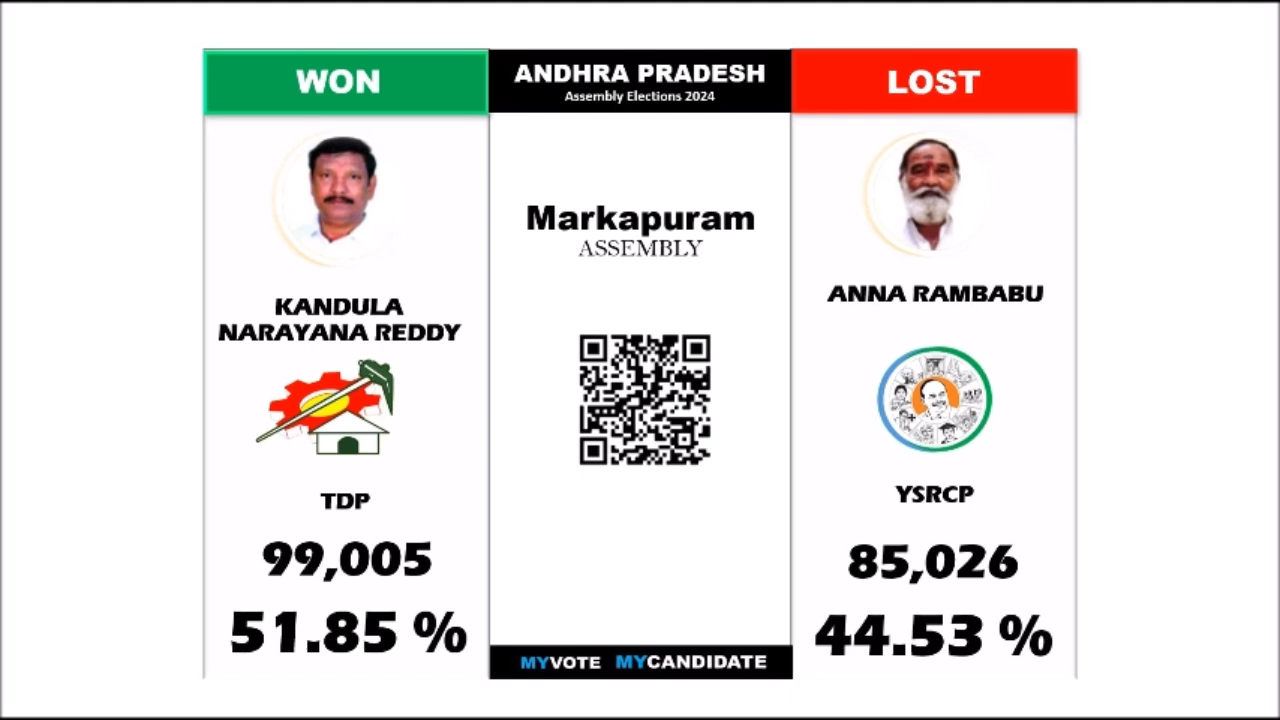 WON
ANDHRA PRADESH
Assembly Elections 2024
LOST
Markapuram
ASSEMBLY
KANDULA
NARAYANA REDDY
ANNA RAMBABU
TDP
YSRCP
99,005
85,026
51.85 %
44.53 %
MYVOTE MYCANDIDATE